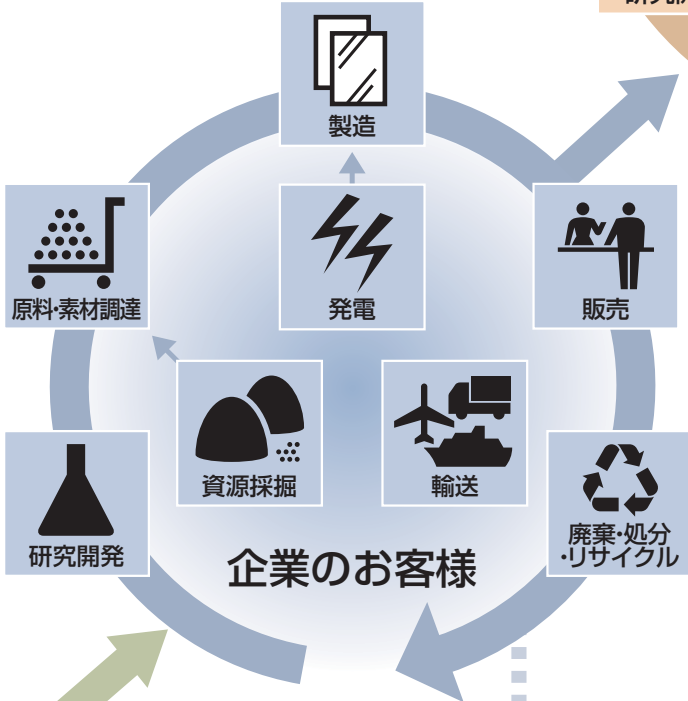 製造
原料・素材調達
発電
販売
資源採掘
輸送
研究開発
廃棄・処分
・リサイクル
企業のお客様